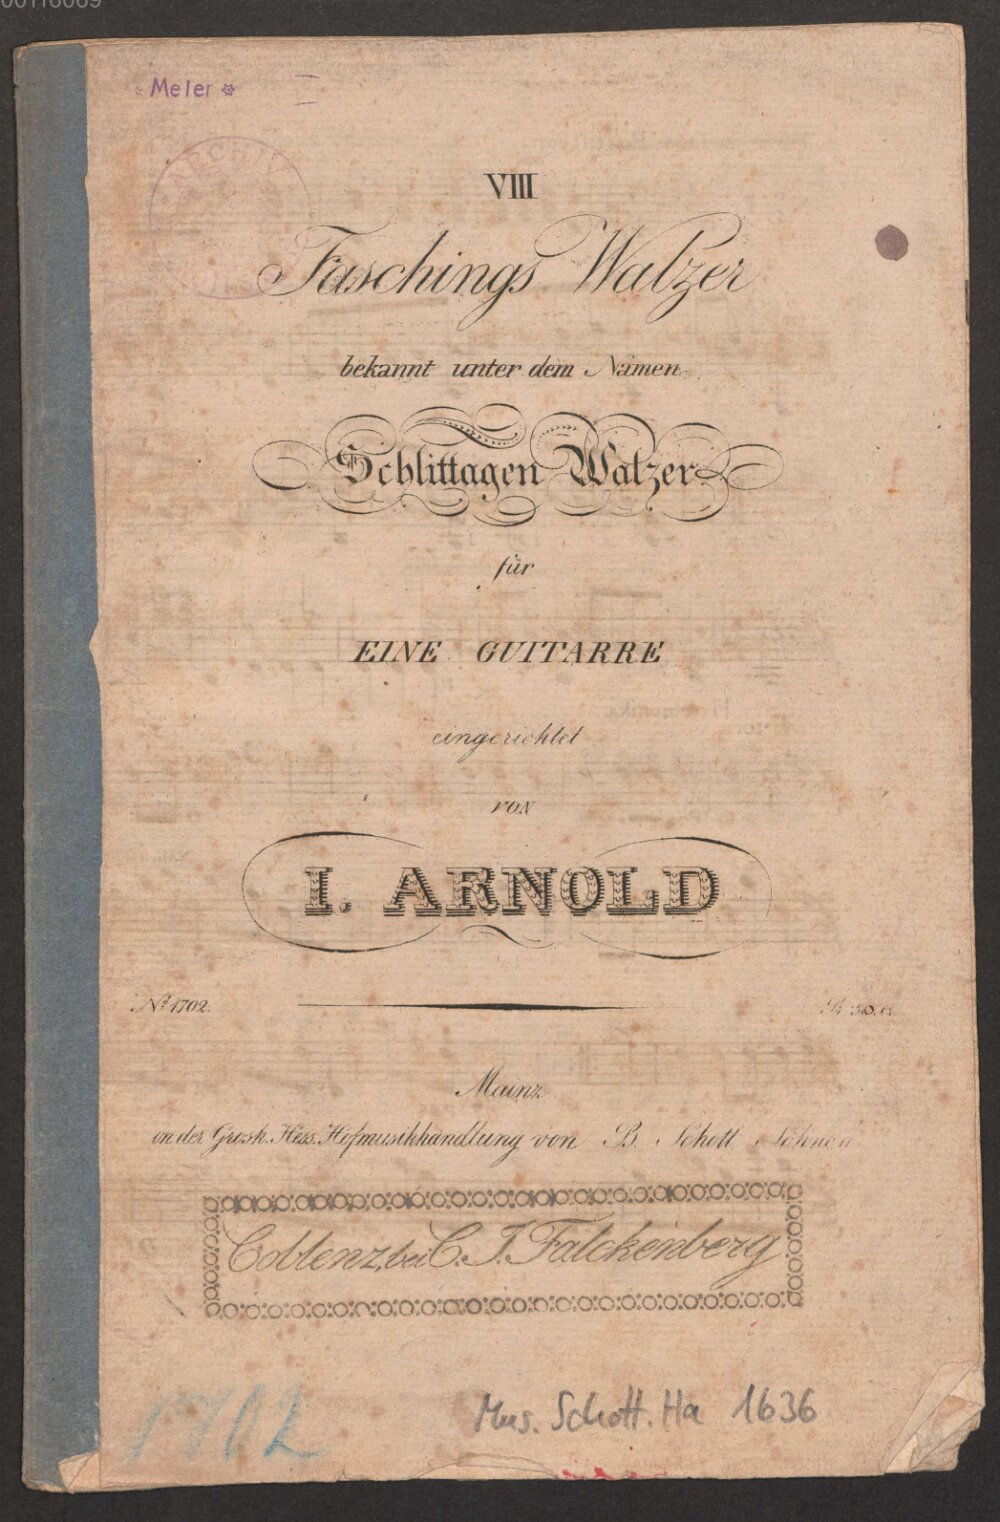 Meier
ARCHIV
VIII
Faschings Walzer
bekannt unter dem Namen
Schlittagen Walzer
für
EINE GUITARRE
eingerichtet
VON
I. ARNOLD
Nº 1702.
Mainz
in der Grosh. Hess. Hofmusikhandlung von B. Schott Söhnen
Coblenz, bei C. J. Falckenberg
1702
Mus. Schott. Ha 1636